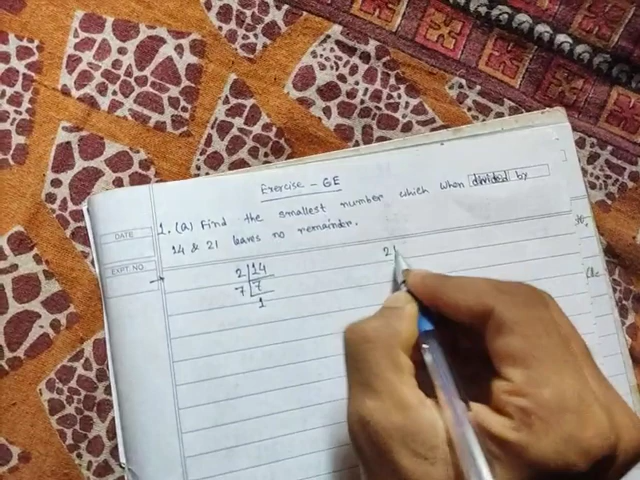 Exercise - 6E
DATE
1. (a) Find the smallest number which when divided by
14 & 21 leaves no remainder.
EXPT. NO.
2 | 14
7 | 7
1
2